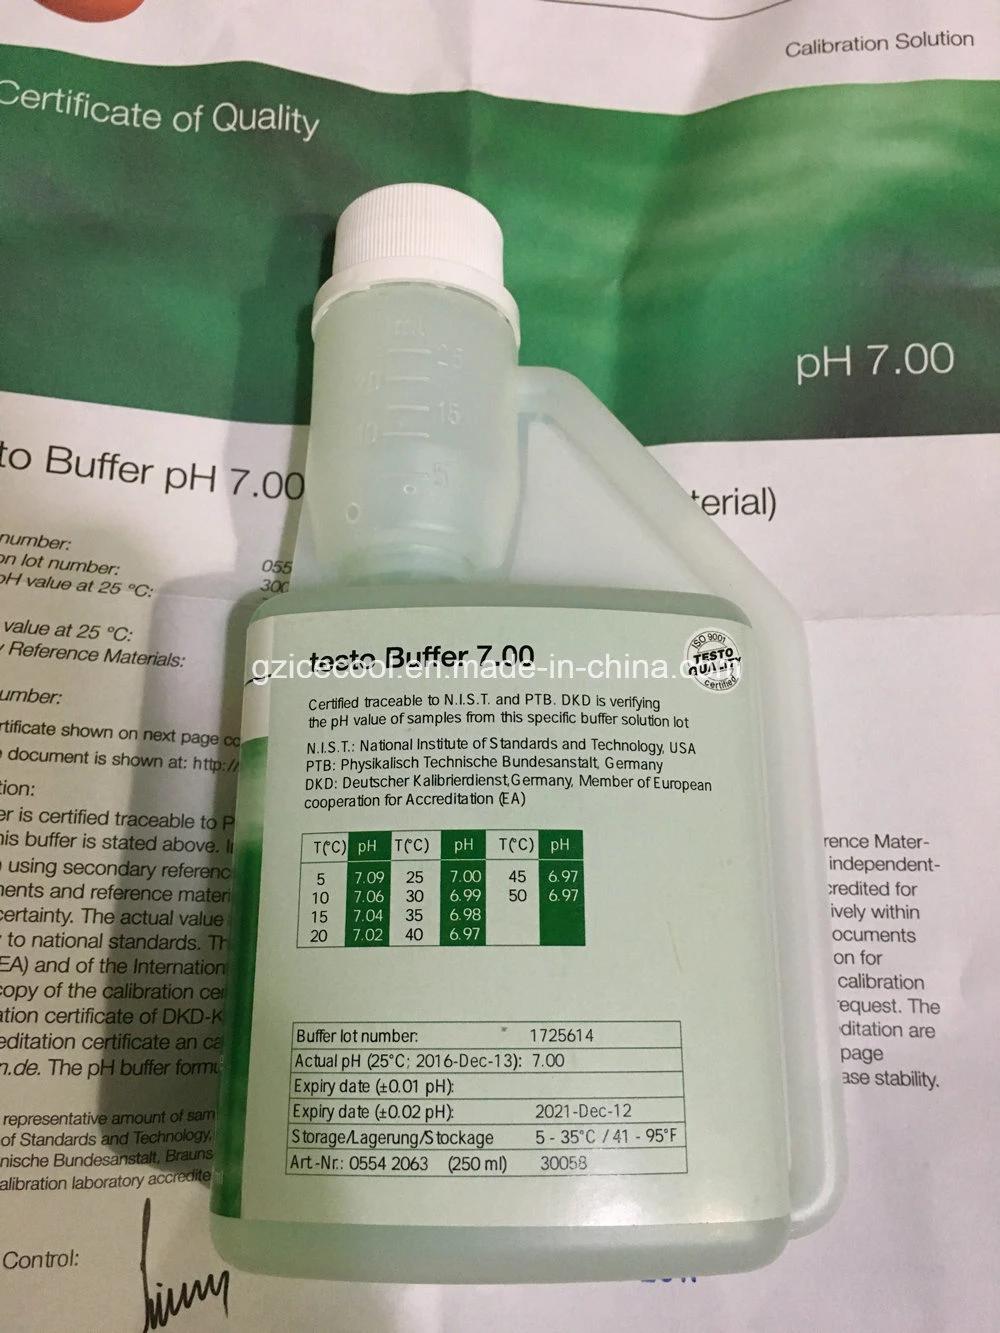 Calibration Solution
Certificate of Quality
pH 7.00
to Buffer pH 7.00
erial)
number:
on lot number: 055
pH value at 25 °C: 300
value at 25 °C:
Reference Materials:
umber:
rtificate shown on next page
document is shown at: http://
tion:
er is certified traceable to P
his buffer is stated above.
using secondary referenc
ments and reference materi
certainty. The actual value
to national standards. Th
EA) and of the Internation
copy of the calibration cer
ation certificate of DKD-K
editation certificate an ca
n.de. The pH buffer formu
representative amount of sam
of Standards and Technology,
nische Bundesanstalt, Brauns
alibration laboratory accredite
Control:
rence Mater-
independent-
credited for
ively within
ocuments
on for
calibration
equest. The
ditation are
page
ase stability.
ml
25
20
15
10
5
testo Buffer 7.00
ISO 9001
TESTO
QUALITY
certified
gzicecool.en.made-in-china.com
Certified traceable to N.I.S.T. and PTB. DKD is verifying
the pH value of samples from this specific buffer solution lot
N.I.S.T.: National Institute of Standards and Technology, USA
PTB: Physikalisch Technische Bundesanstalt, Germany
DKD: Deutscher Kalibrierdienst,Germany, Member of European
cooperation for Accreditation (EA)
T(°C) pH T(°C) pH T(°C) pH
5 7.09 25 7.00 45 6.97
10 7.06 30 6.99 50 6.97
15 7.04 35 6.98
20 7.02 40 6.97
Buffer lot number: 1725614
Actual pH (25°C; 2016-Dec-13): 7.00
Expiry date (±0.01 pH):
Expiry date (±0.02 pH): 2021-Dec-12
Storage/Lagerung/Stockage 5 - 35°C / 41 - 95°F
Art.-Nr.: 0554 2063 (250 ml) 30058